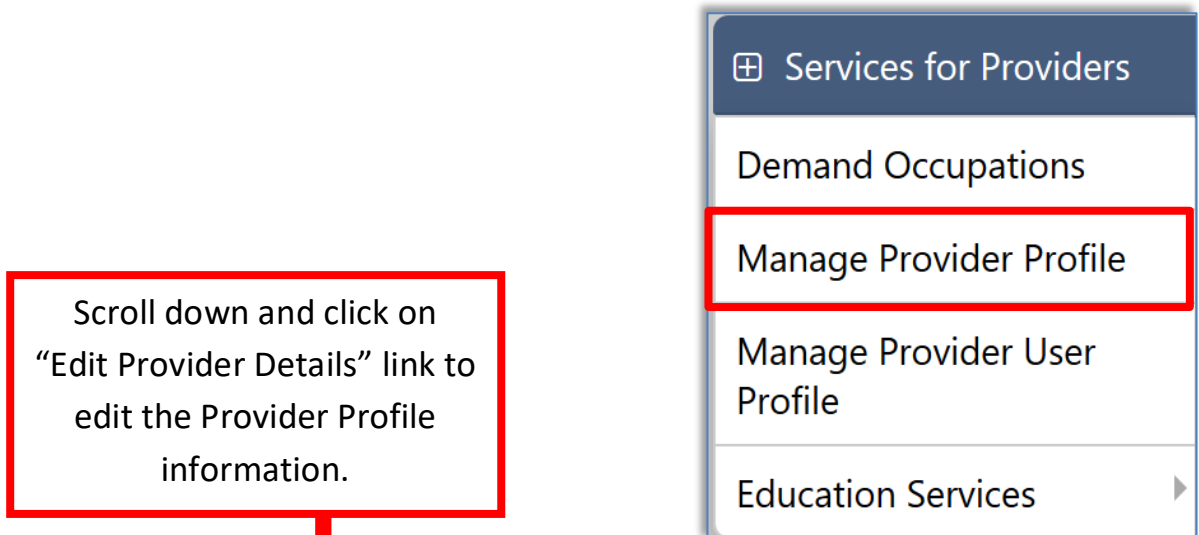 Services for Providers
Demand Occupations
Manage Provider Profile
Manage Provider User
Profile
Education Services
Scroll down and click on
“Edit Provider Details” link to
edit the Provider Profile
information.